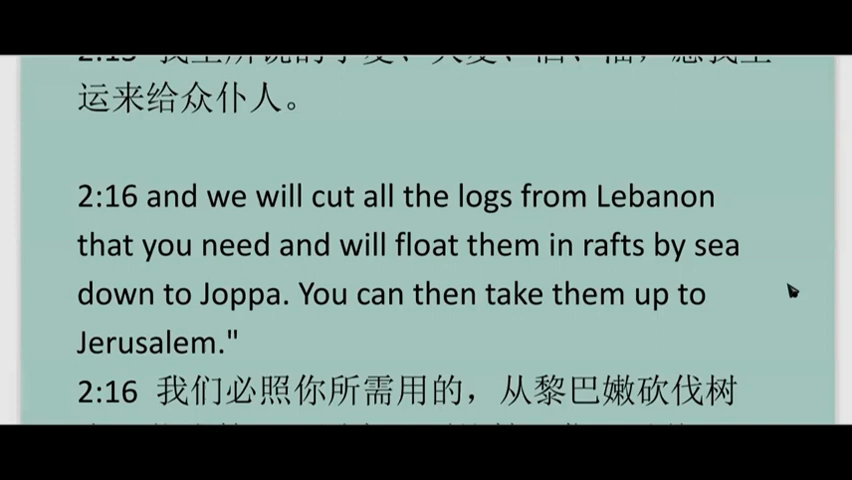 运来给众仆人。
2:16 and we will cut all the logs from Lebanon
that you need and will float them in rafts by sea
down to Joppa. You can then take them up to
Jerusalem."
2:16 我们必照你所需用的，从黎巴嫩砍伐树